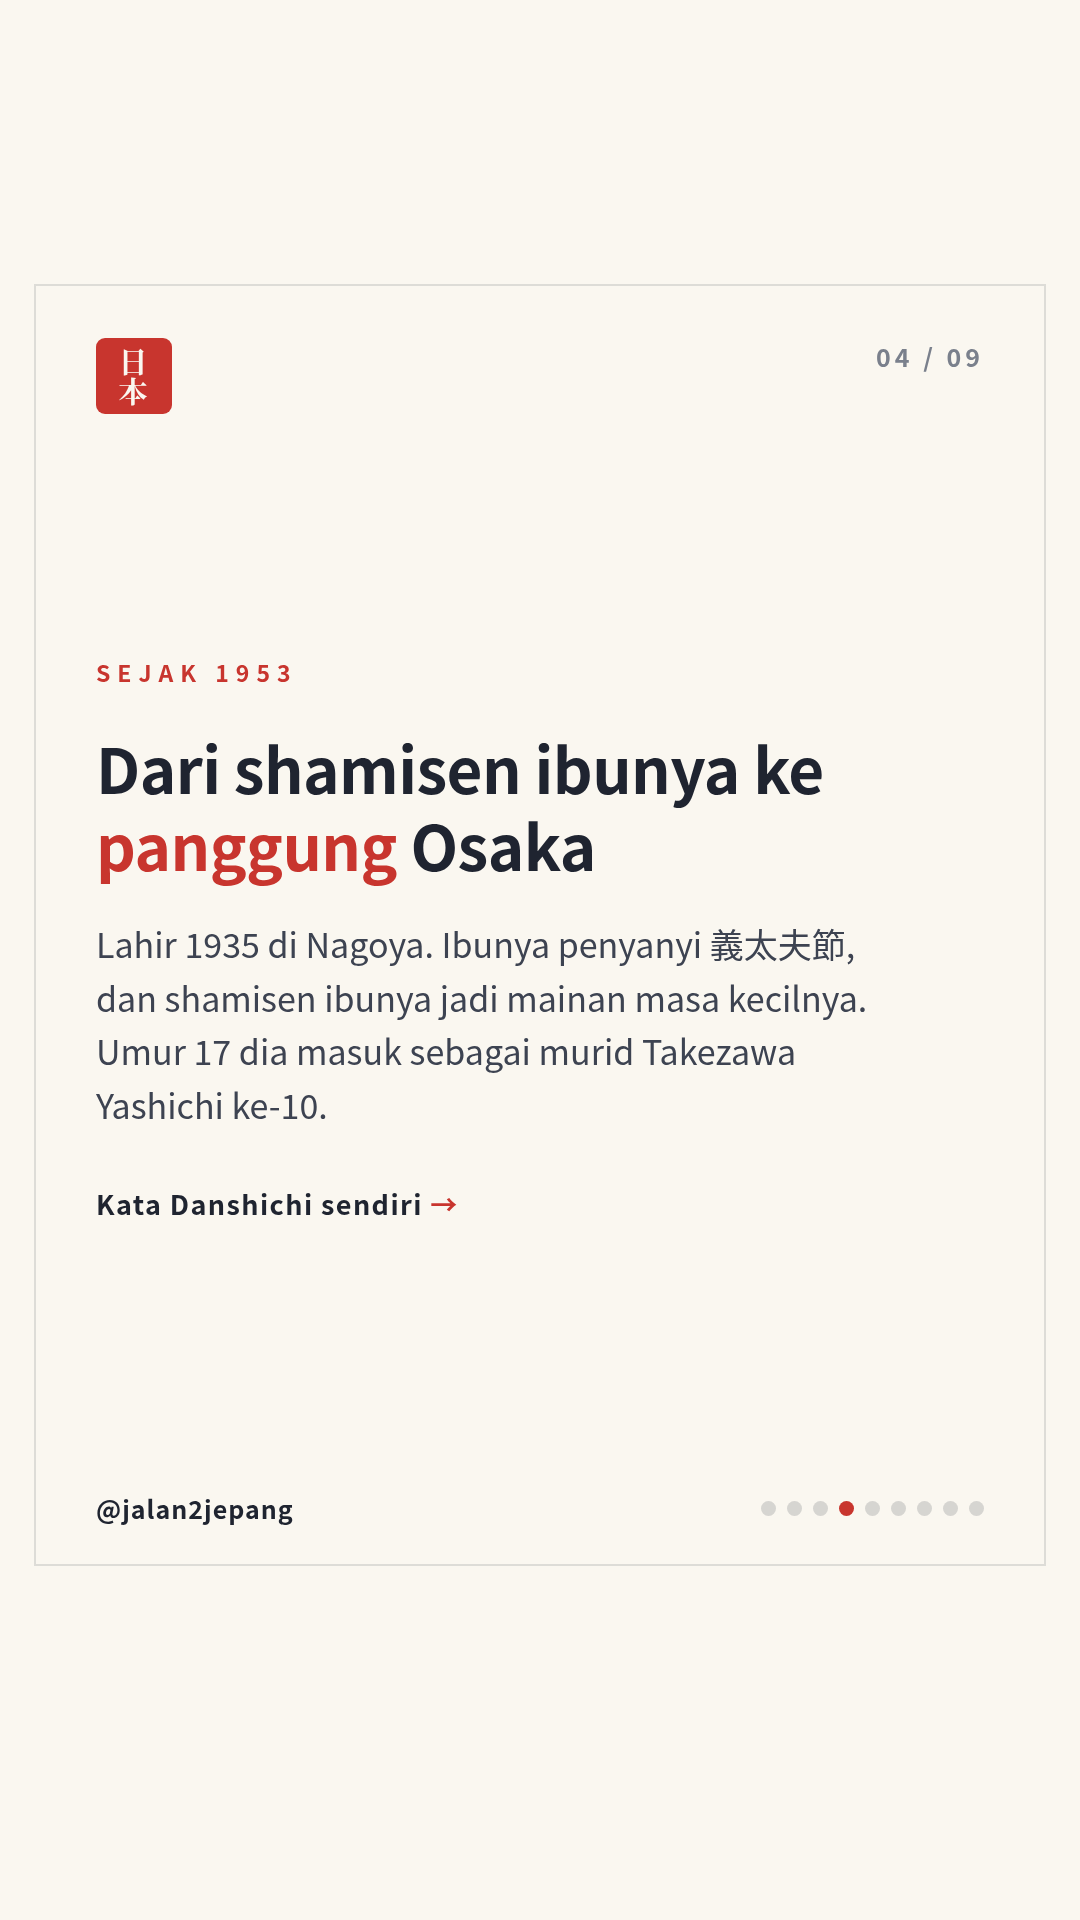 日
本
04 / 09
SEJAK 1953
Dari shamisen ibunya ke
panggung Osaka
Lahir 1935 di Nagoya. Ibunya penyanyi 義太夫節,
dan shamisen ibunya jadi mainan masa kecilnya.
Umur 17 dia masuk sebagai murid Takezawa
Yashichi ke-10.
Kata Danshichi sendiri →
@jalan2jepang